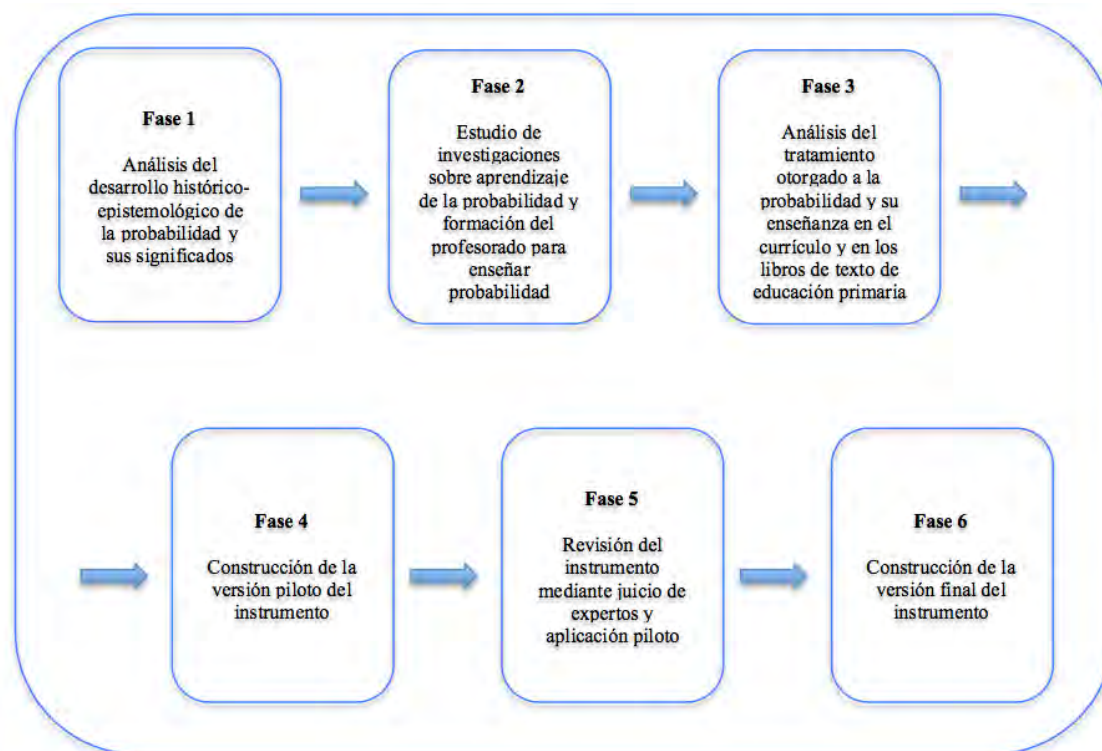 Fase 1
Análisis del
desarrollo histórico-
epistemológico de
la probabilidad y
sus significados
Fase 2
Estudio de
investigaciones
sobre aprendizaje
de la probabilidad y
formación del
profesorado para
enseñar
probabilidad
Fase 3
Análisis del
tratamiento
otorgado a la
probabilidad y su
enseñanza en el
currículo y en los
libros de texto de
educación primaria
Fase 4
Construcción de la
versión piloto del
instrumento
Fase 5
Revisión del
instrumento
mediante juicio de
expertos y
aplicación piloto
Fase 6
Construcción de la
versión final del
instrumento